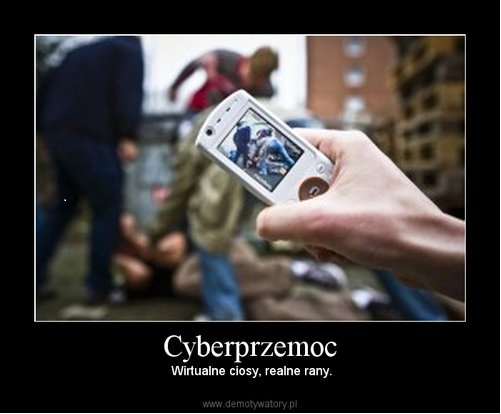 Cyberprzemoc
Wirtualne ciosy, realne rany.
www.demotywatory.pl